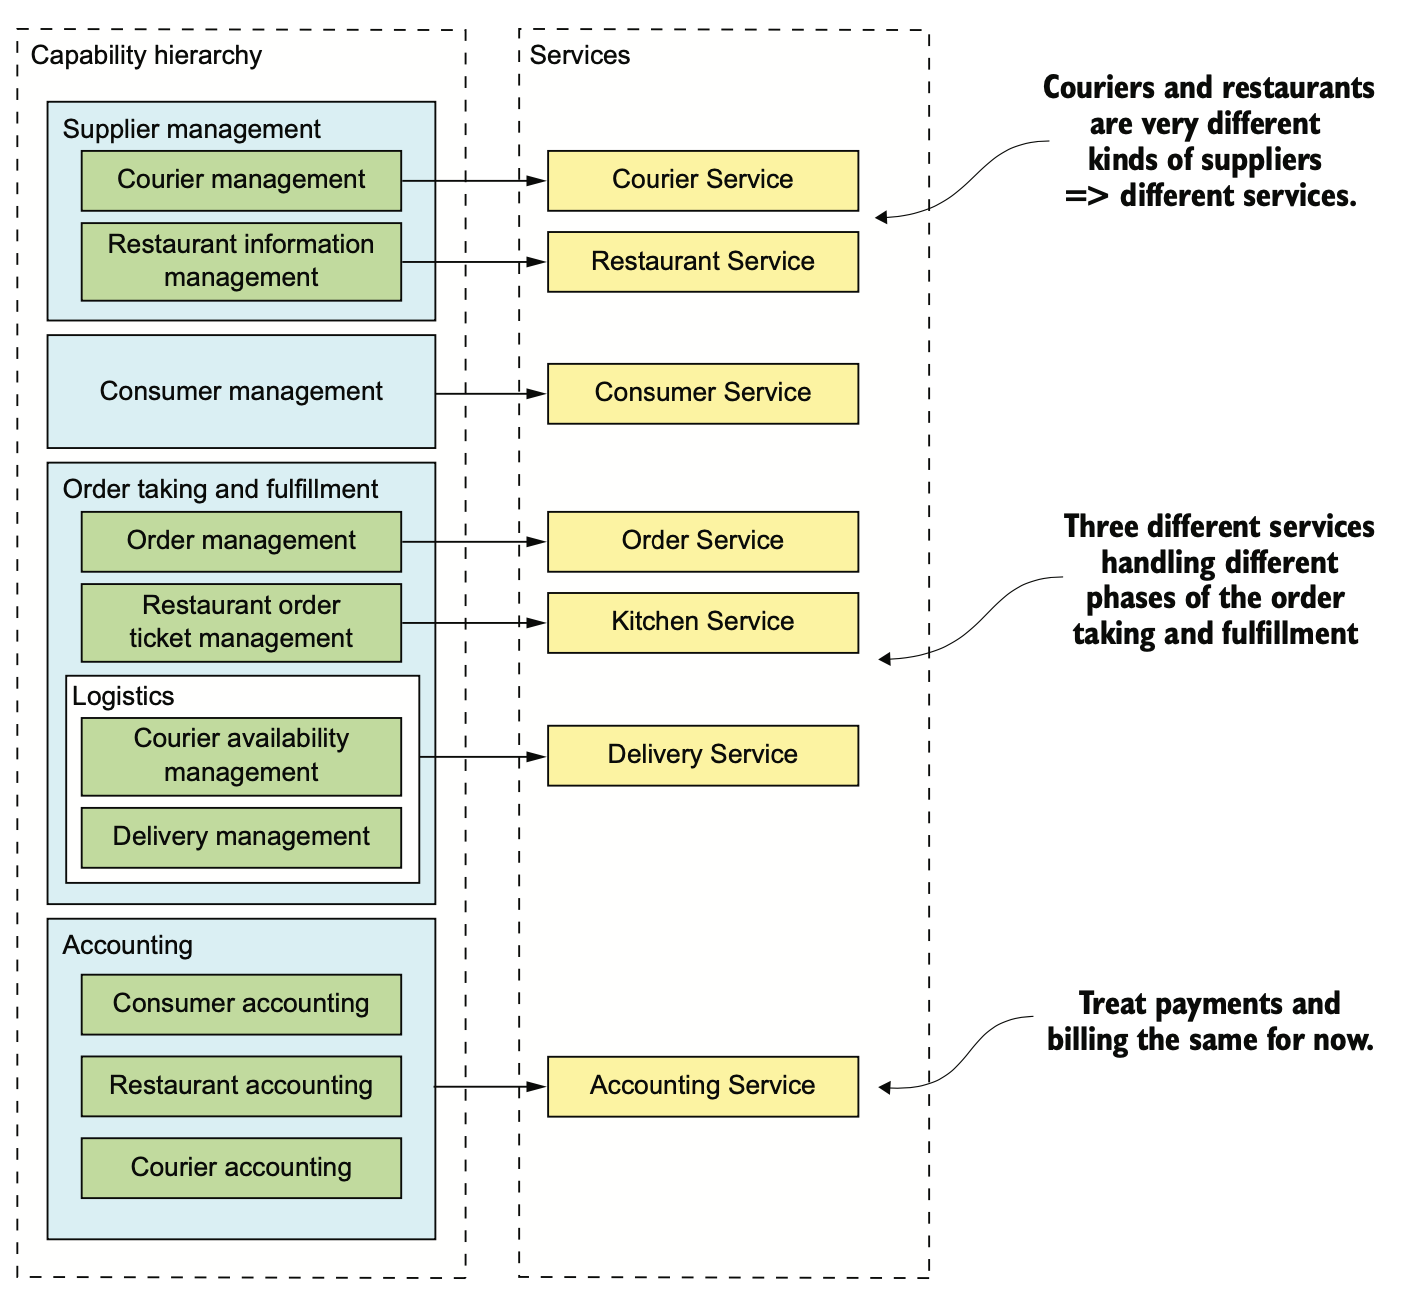 Capability hierarchy
Supplier management
Courier management
Restaurant information
management
Consumer management
Order taking and fulfillment
Order management
Restaurant order
ticket management
Logistics
Courier availability
management
Delivery management
Accounting
Consumer accounting
Restaurant accounting
Courier accounting
Services
Courier Service
Restaurant Service
Consumer Service
Order Service
Kitchen Service
Delivery Service
Accounting Service
Couriers and restaurants
are very different
kinds of suppliers
=> different services.
Three different services
handling different
phases of the order
taking and fulfillment
Treat payments and
billing the same for now.